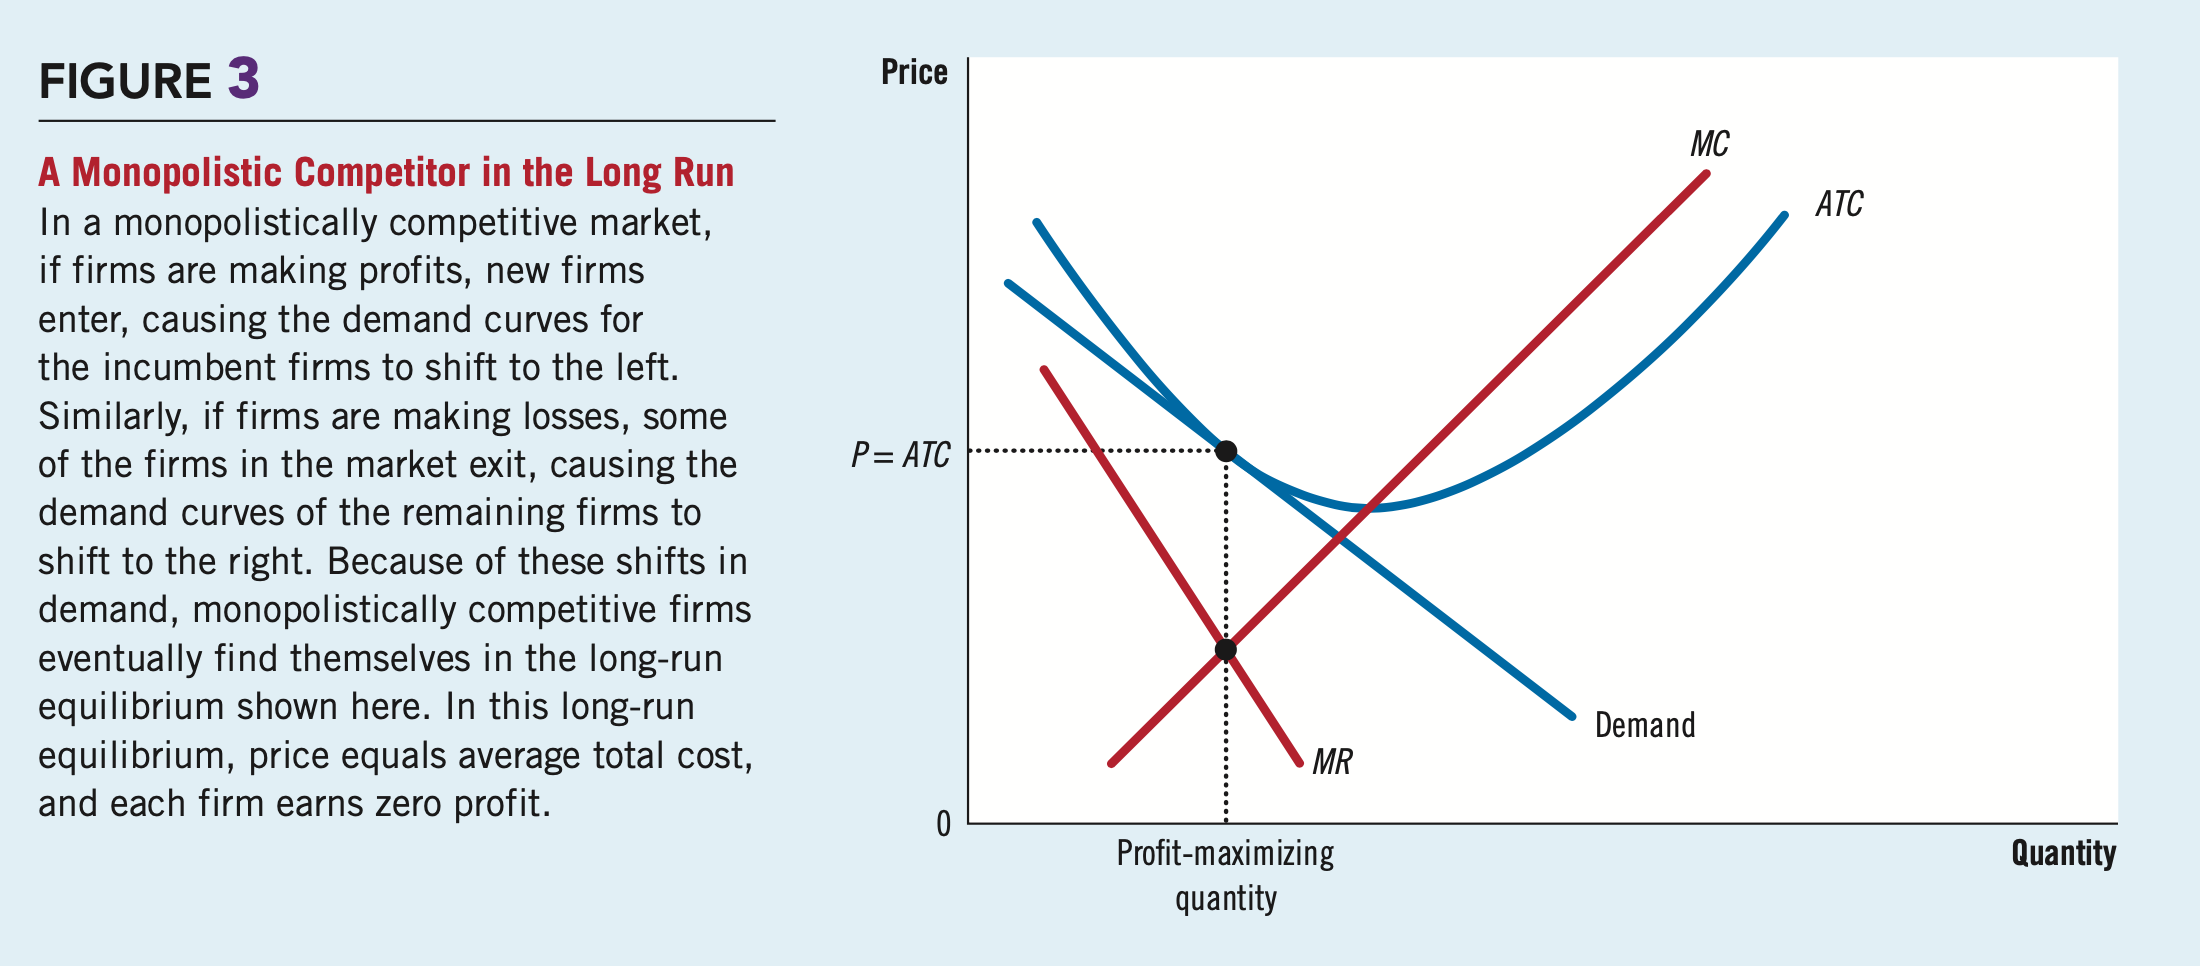 FIGURE 3
A Monopolistic Competitor in the Long Run
In a monopolistically competitive market,
if firms are making profits, new firms
enter, causing the demand curves for
the incumbent firms to shift to the left.
Similarly, if firms are making losses, some
of the firms in the market exit, causing the
demand curves of the remaining firms to
shift to the right. Because of these shifts in
demand, monopolistically competitive firms
eventually find themselves in the long-run
equilibrium shown here. In this long-run
equilibrium, price equals average total cost,
and each firm earns zero profit.
Price
MC
ATC
P = ATC
Demand
MR
0
Profit-maximizing
quantity
Quantity